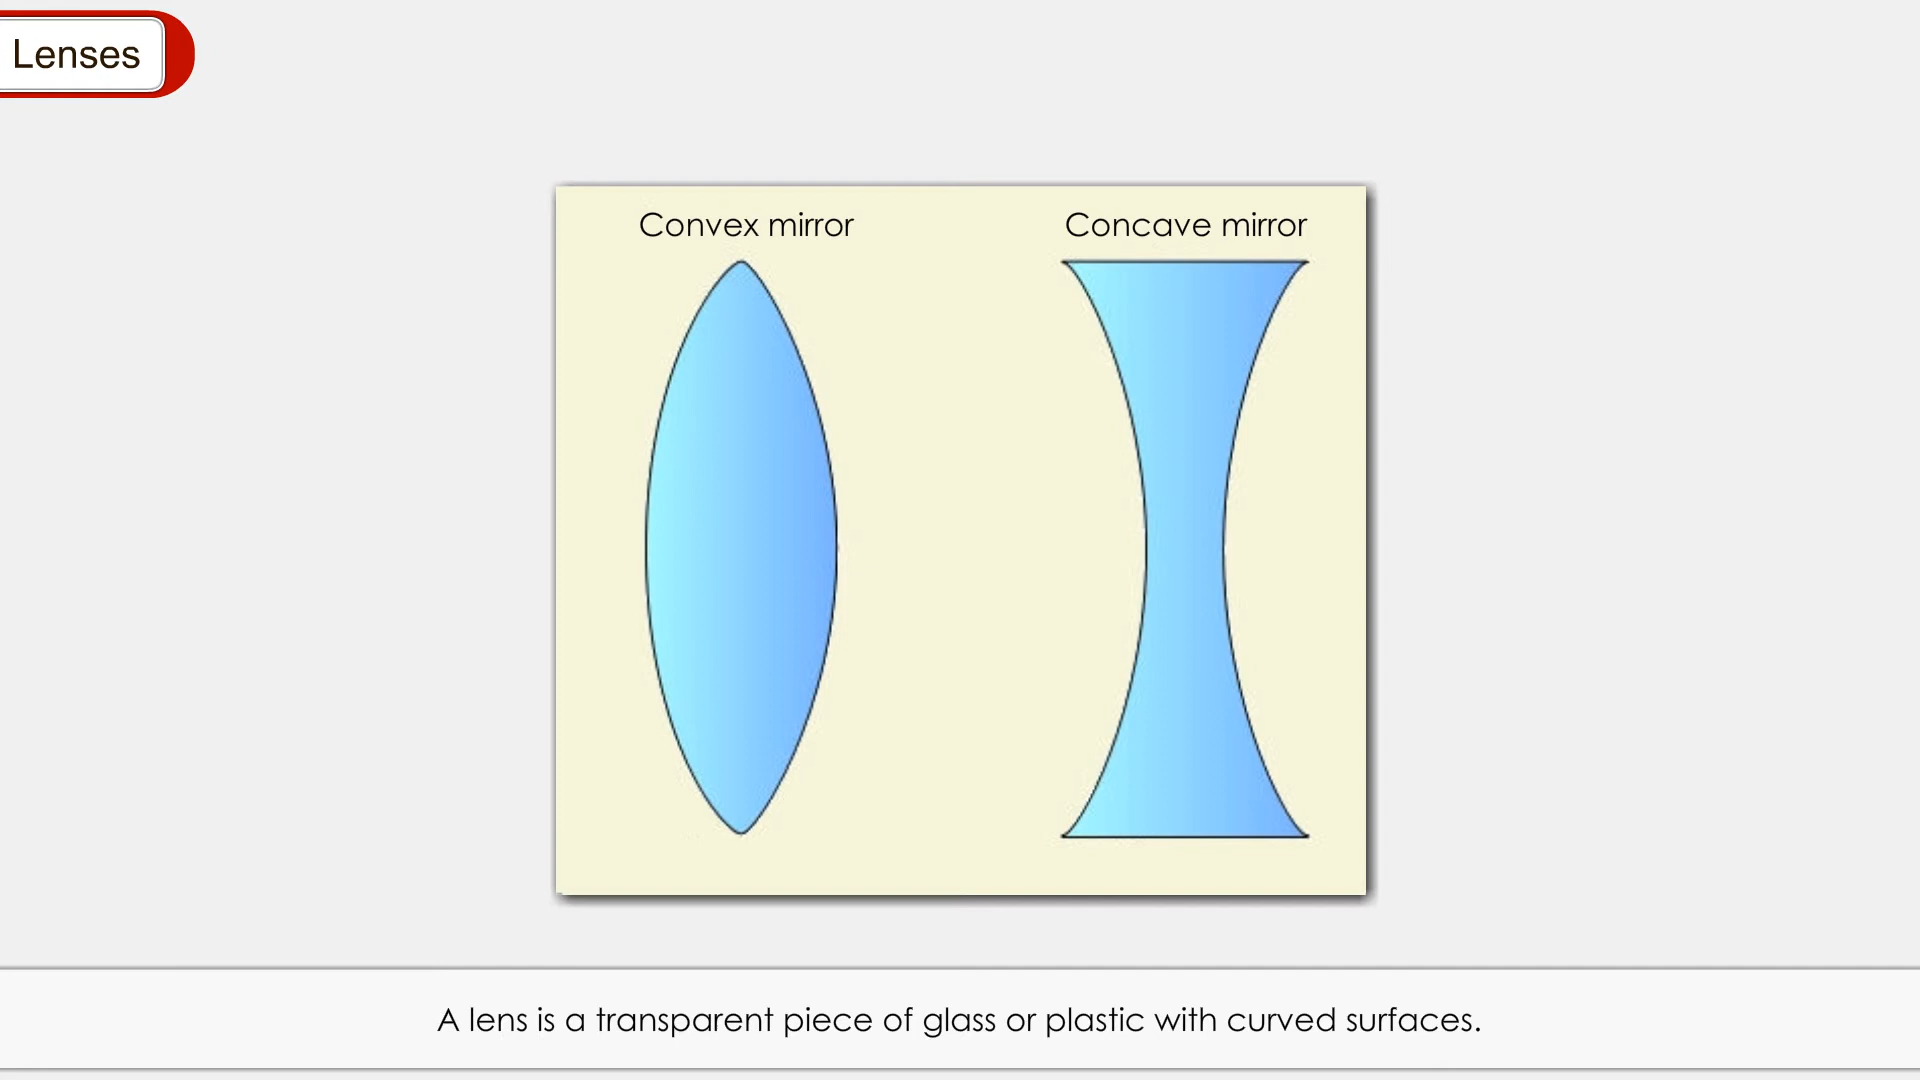 Lenses
Convex mirror
Concave mirror
A lens is a transparent piece of glass or plastic with curved surfaces.